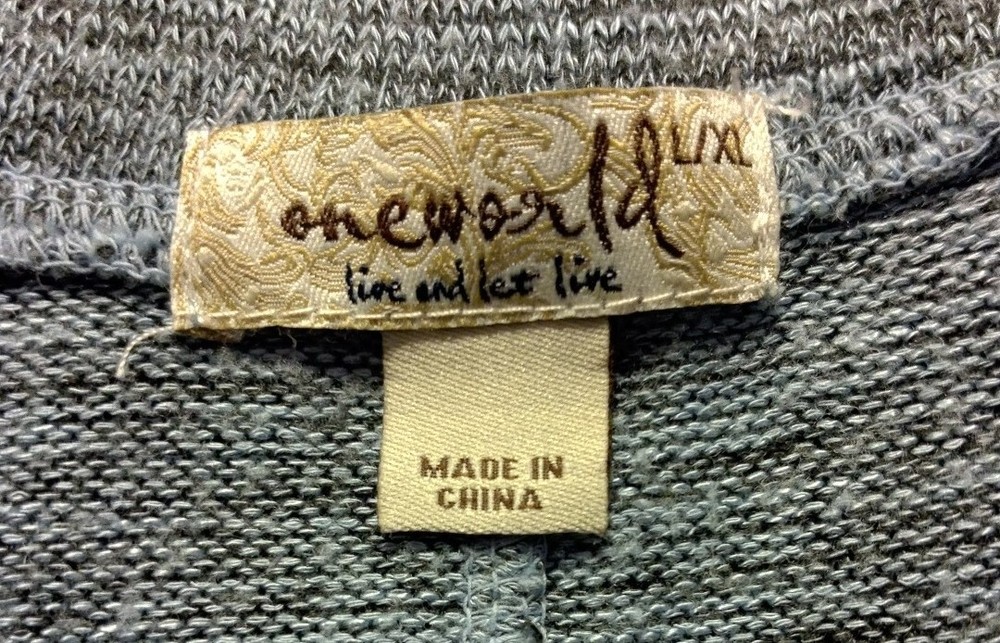 oneworld L/XL
live and let live
MADE IN
CHINA